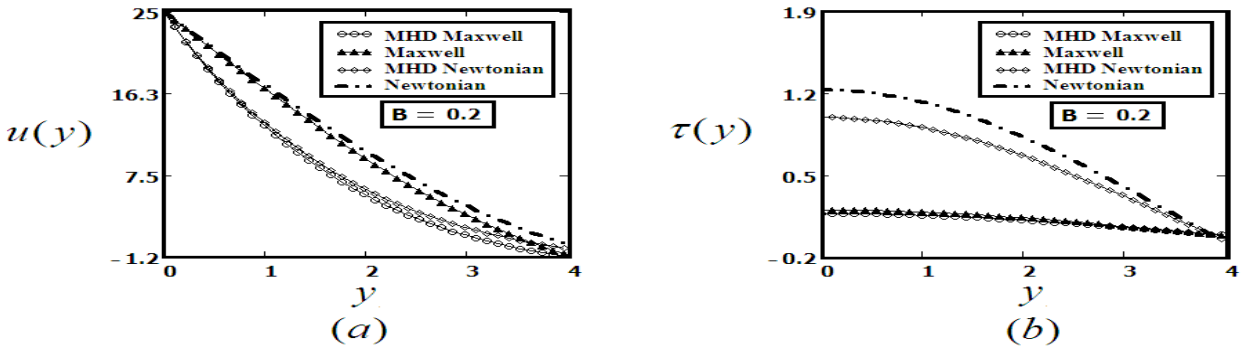 25
16.3
7.5
- 1.2
u(y)
MHD Maxwell
Maxwell
MHD Newtonian
Newtonian
B = 0.2
0 1 2 3 4
y
(a)
1.9
1.2
0.5
- 0.2
τ(y)
MHD Maxwell
Maxwell
MHD Newtonian
Newtonian
B = 0.2
0 1 2 3 4
y
(b)